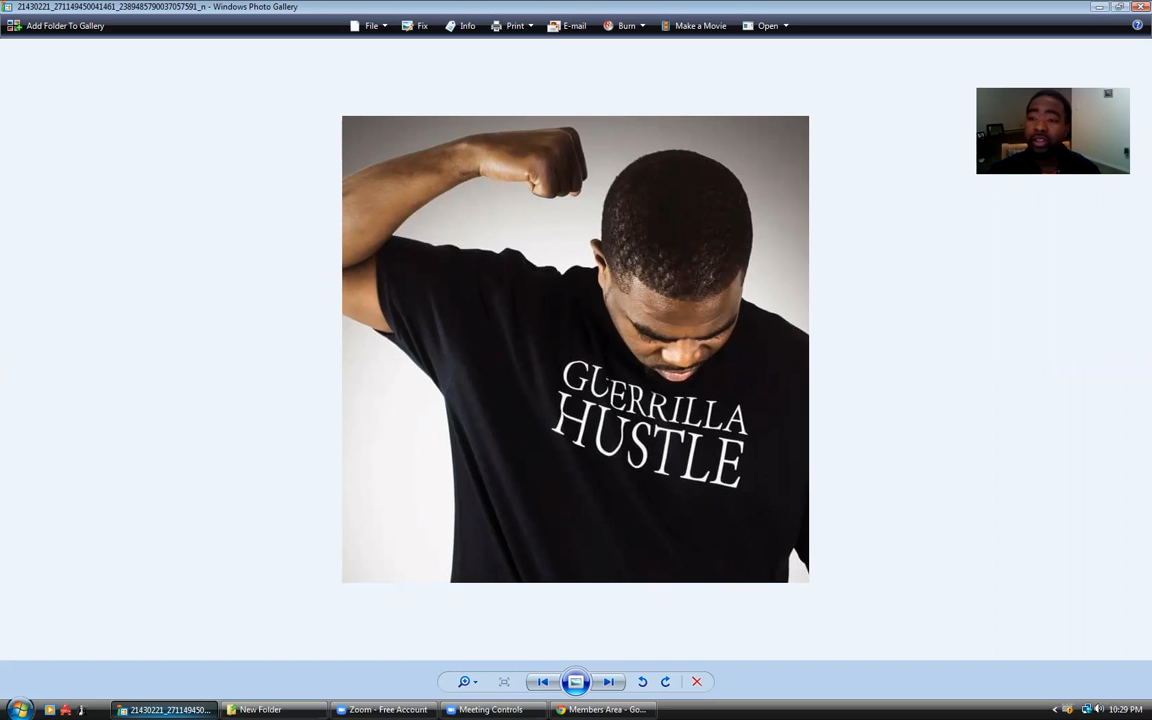 21430221_271149450041461_2389485790037057591_n - Windows Photo Gallery
Add Folder To Gallery
File
Fix
Info
Print
E-mail
Burn
Make a Movie
Open
GUERRILLA
HUSTLE
21430221_271149450...
New Folder
Zoom - Free Account
Meeting Controls
Members Area - Go...
10:29 PM